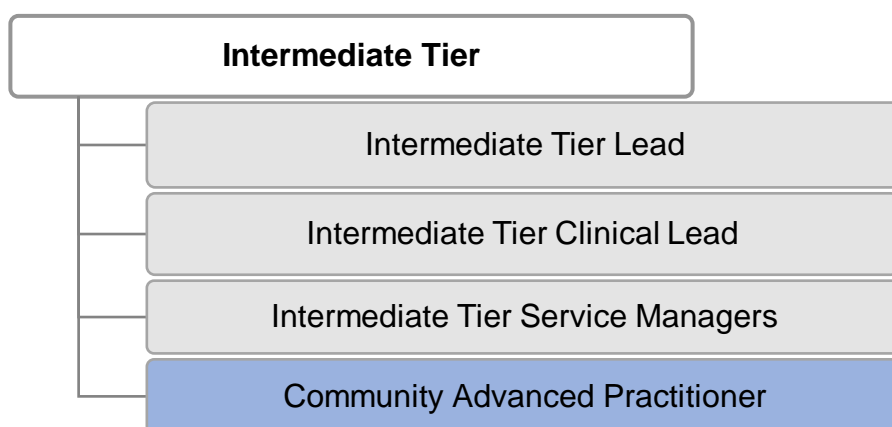 Intermediate Tier
Intermediate Tier Lead
Intermediate Tier Clinical Lead
Intermediate Tier Service Managers
Community Advanced Practitioner